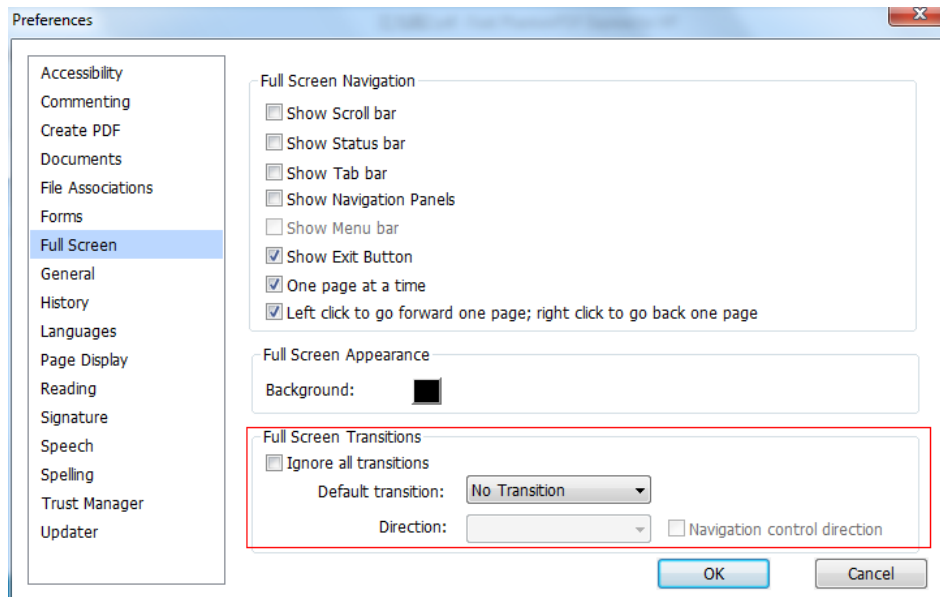 Preferences
Accessibility
Commenting
Create PDF
Documents
File Associations
Forms
Full Screen
General
History
Languages
Page Display
Reading
Signature
Speech
Spelling
Trust Manager
Updater
Full Screen Navigation
Show Scroll bar
Show Status bar
Show Tab bar
Show Navigation Panels
Show Menu bar
Show Exit Button
One page at a time
Left click to go forward one page; right click to go back one page
Full Screen Appearance
Background:
Full Screen Transitions
Ignore all transitions
Default transition: No Transition
Direction: Navigation control direction
OK Cancel